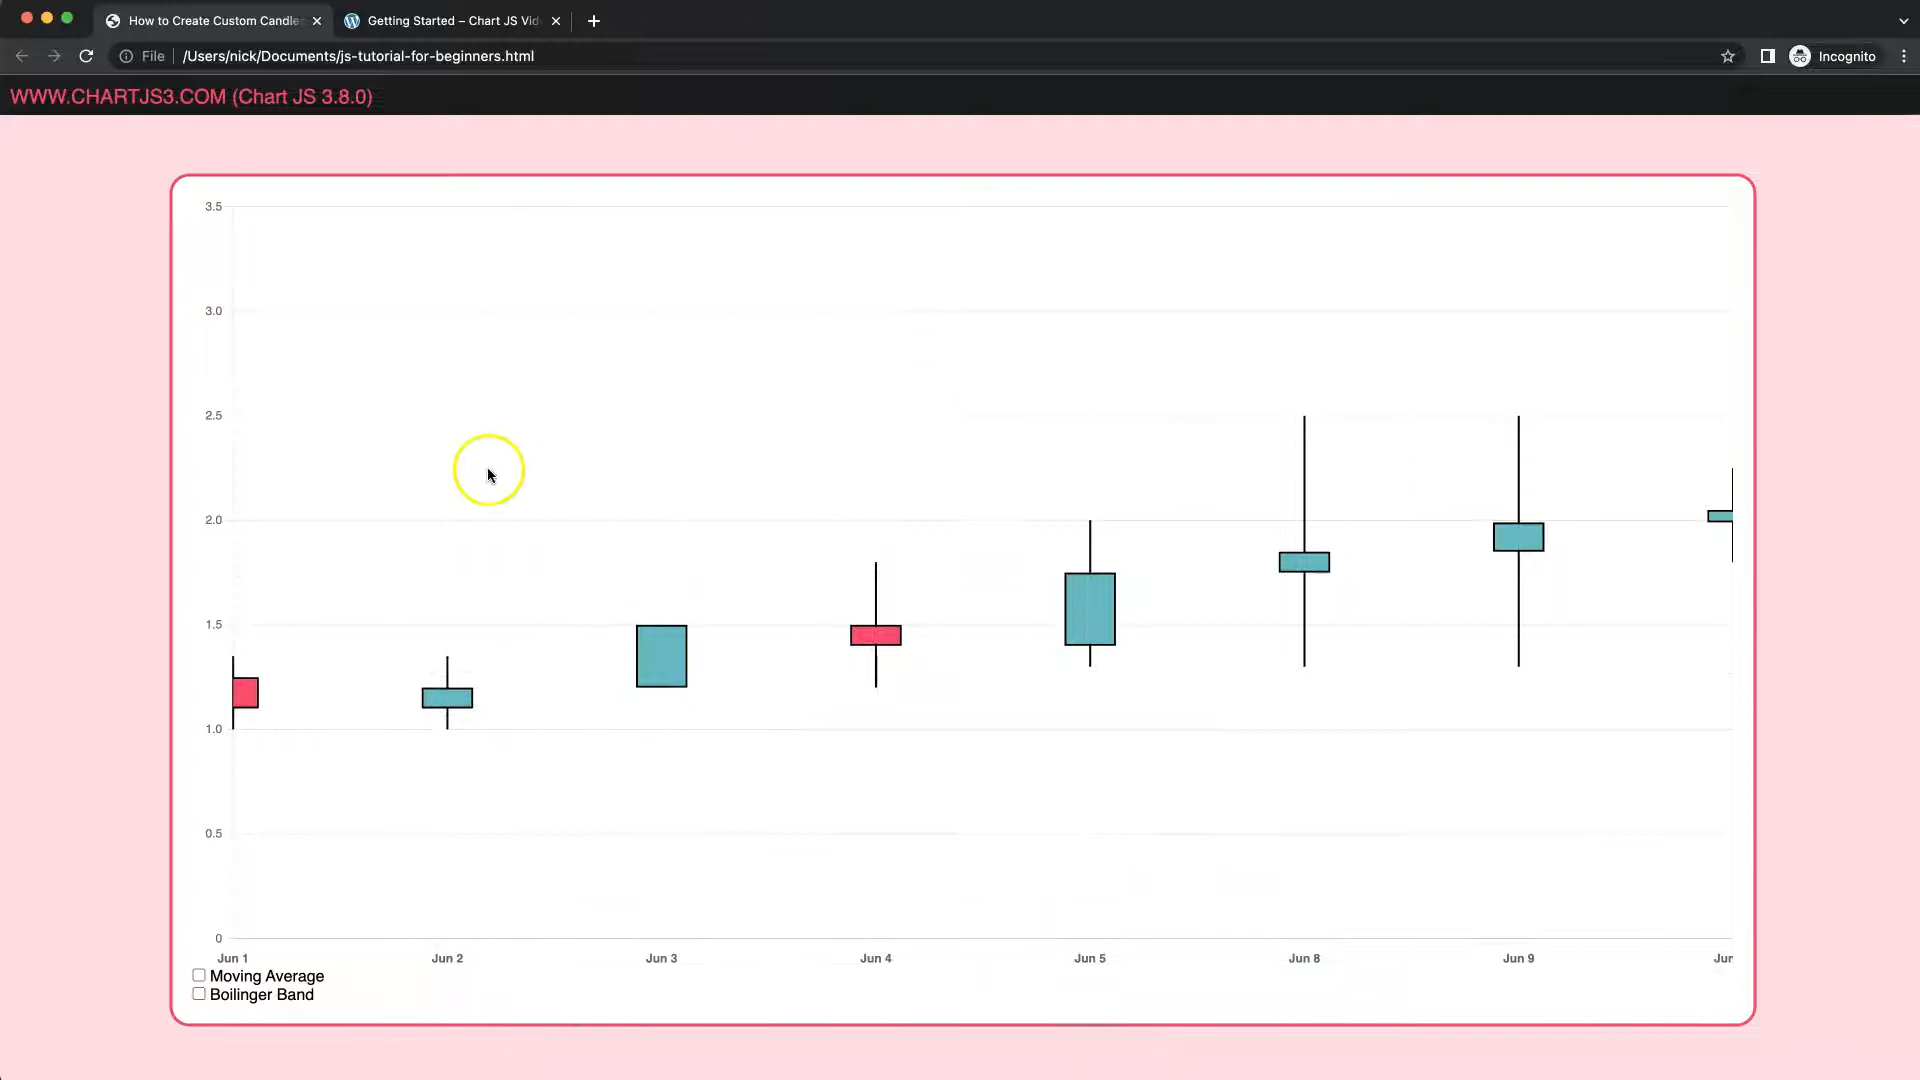 How to Create Custom Candle
Getting Started – Chart JS Vid
File
/Users/nick/Documents/js-tutorial-for-beginners.html
Incognito
WWW.CHARTJS3.COM (Chart JS 3.8.0)
3.5
3.0
2.5
2.0
1.5
1.0
0.5
0
Jun 1
Jun 2
Jun 3
Jun 4
Jun 5
Jun 8
Jun 9
Jun
Moving Average
Boilinger Band